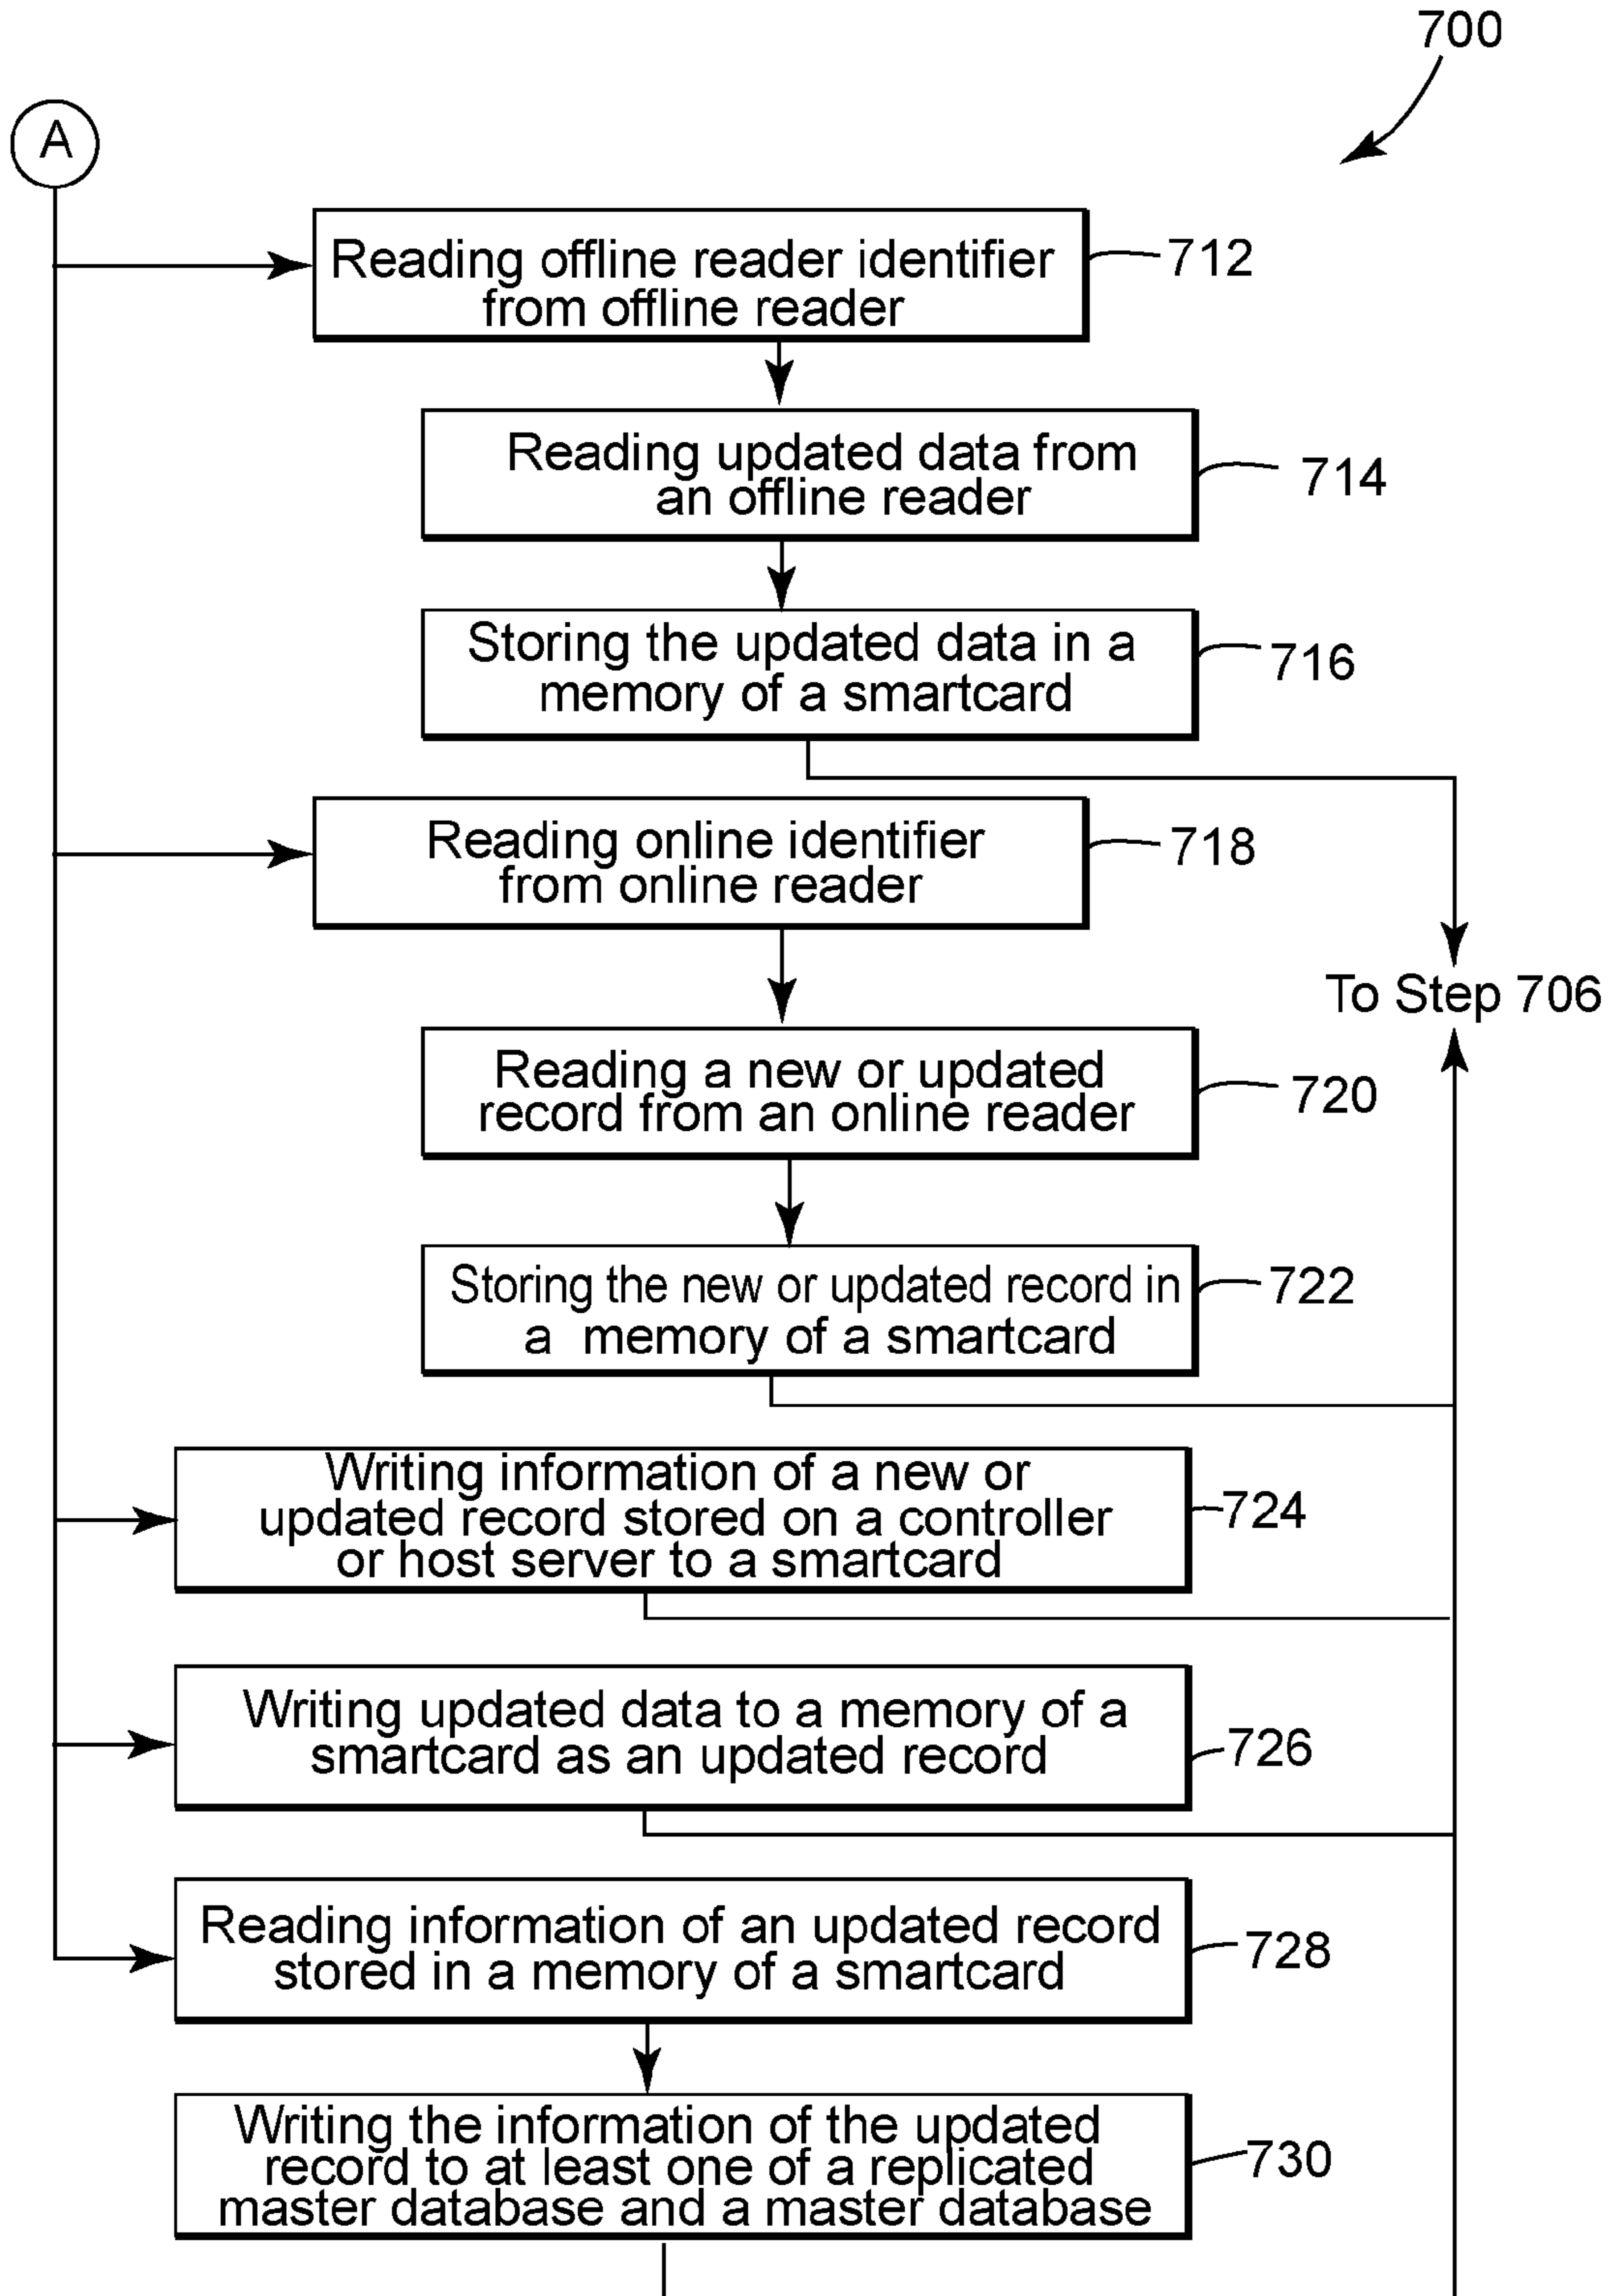 700
A
Reading offline reader identifier
from offline reader
712
Reading updated data from
an offline reader
714
Storing the updated data in a
memory of a smartcard
716
Reading online identifier
from online reader
718
To Step 706
Reading a new or updated
record from an online reader
720
Storing the new or updated record in
a memory of a smartcard
722
Writing information of a new or
updated record stored on a controller
or host server to a smartcard
724
Writing updated data to a memory of a
smartcard as an updated record
726
Reading information of an updated record
stored in a memory of a smartcard
728
Writing the information of the updated
record to at least one of a replicated
master database and a master database
730